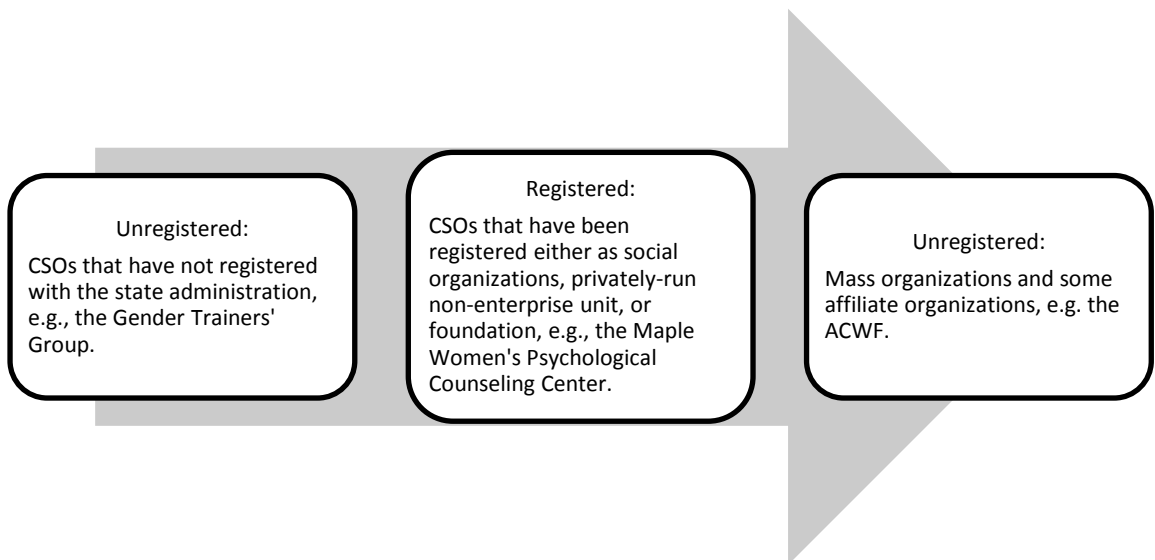 Unregistered:
CSOs that have not registered
with the state administration,
e.g., the Gender Trainers'
Group.
Registered:
CSOs that have been
registered either as social
organizations, privately-run
non-enterprise unit, or
foundation, e.g., the Maple
Women's Psychological
Counseling Center.
Unregistered:
Mass organizations and some
affiliate organizations, e.g. the
ACWF.